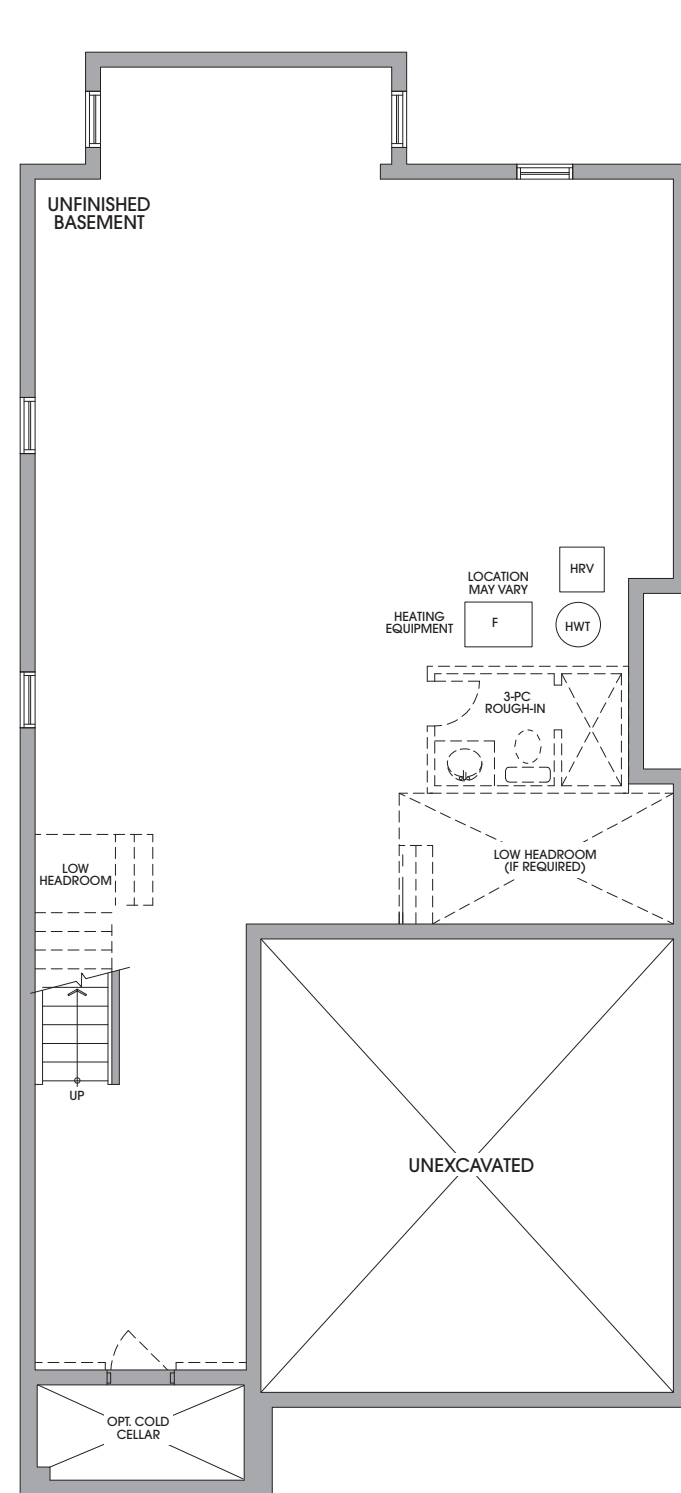 UNFINISHED
BASEMENT
HRV
LOCATION
MAY VARY
HEATING
EQUIPMENT
F
HWT
3-PC
ROUGH-IN
LOW
HEADROOM
LOW HEADROOM
(IF REQUIRED)
UP
UNEXCAVATED
OPT. COLD
CELLAR